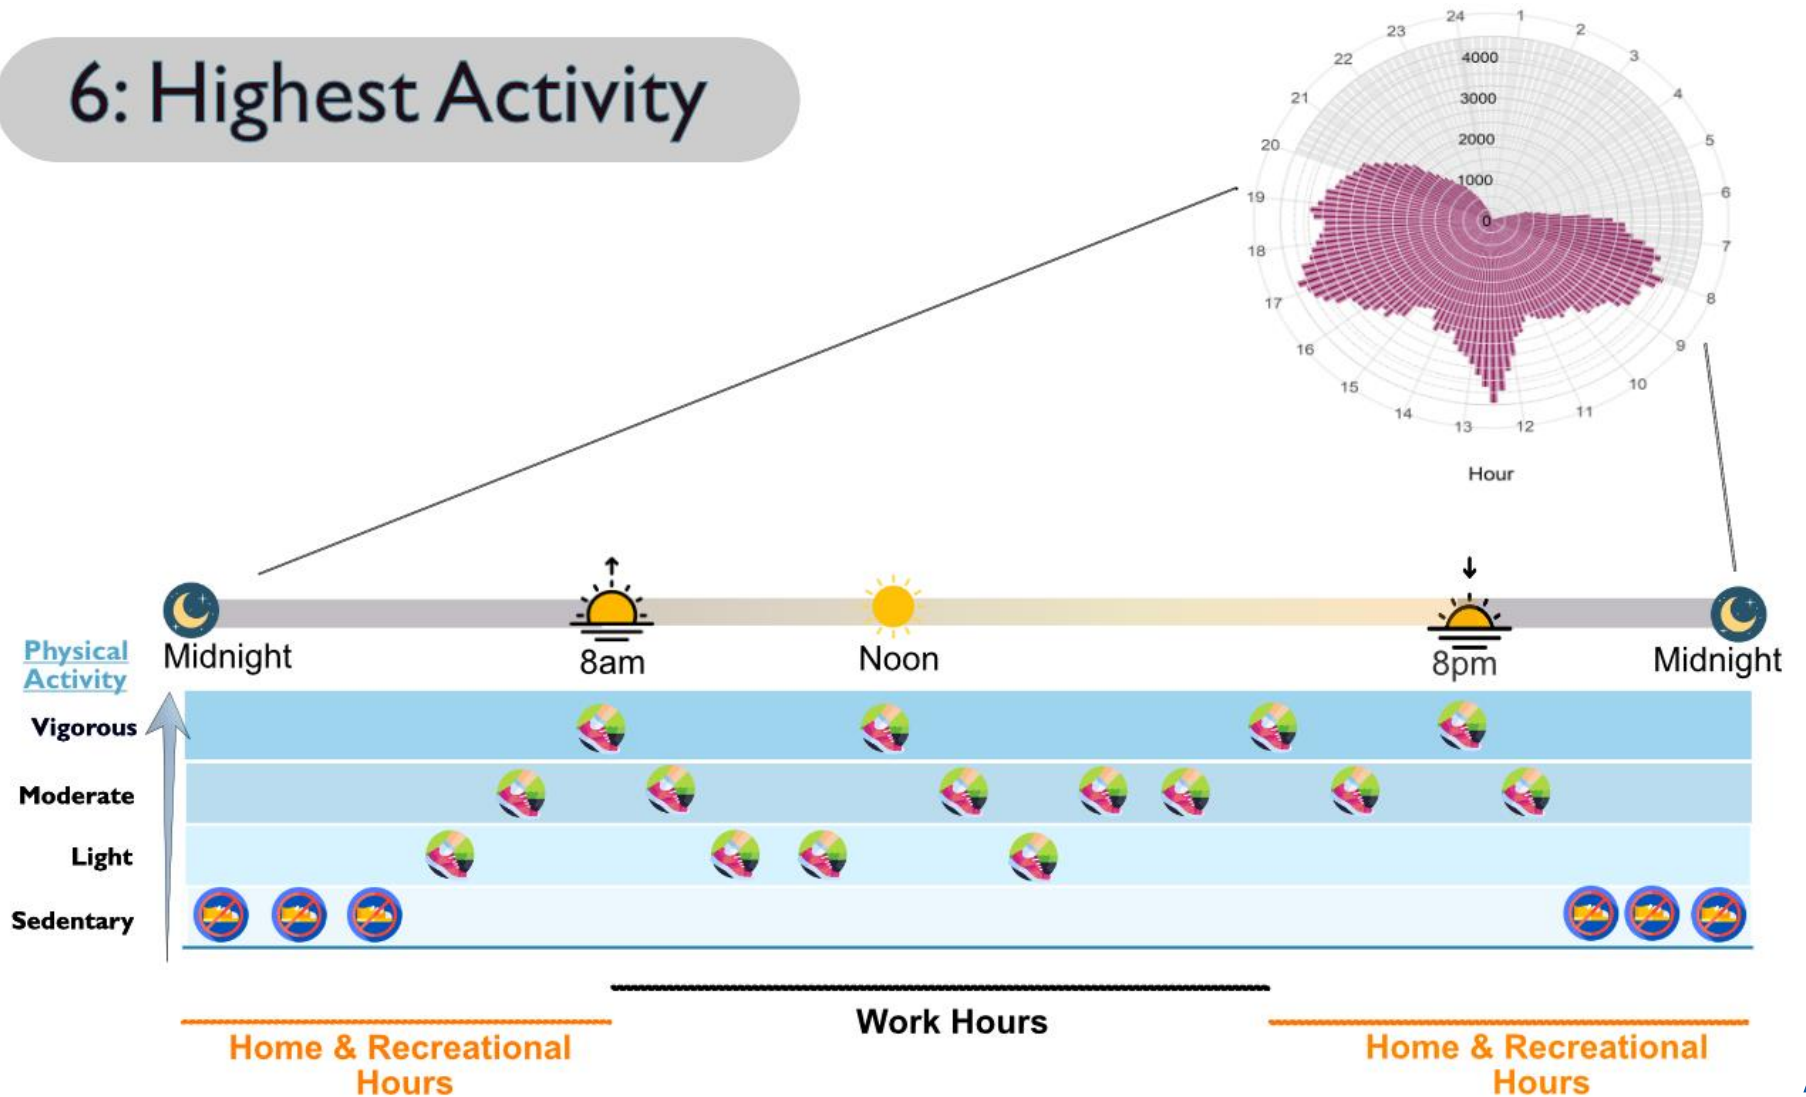 6: Highest Activity
24
1
2
3
4
5
6
7
8
9
10
11
12
13
14
15
16
17
18
19
20
21
22
23
4000
3000
2000
1000
0
Hour
Midnight
8am
Noon
8pm
Midnight
Physical
Activity
Vigorous
Moderate
Light
Sedentary
Work Hours
Home & Recreational
Hours
Home & Recreational
Hours